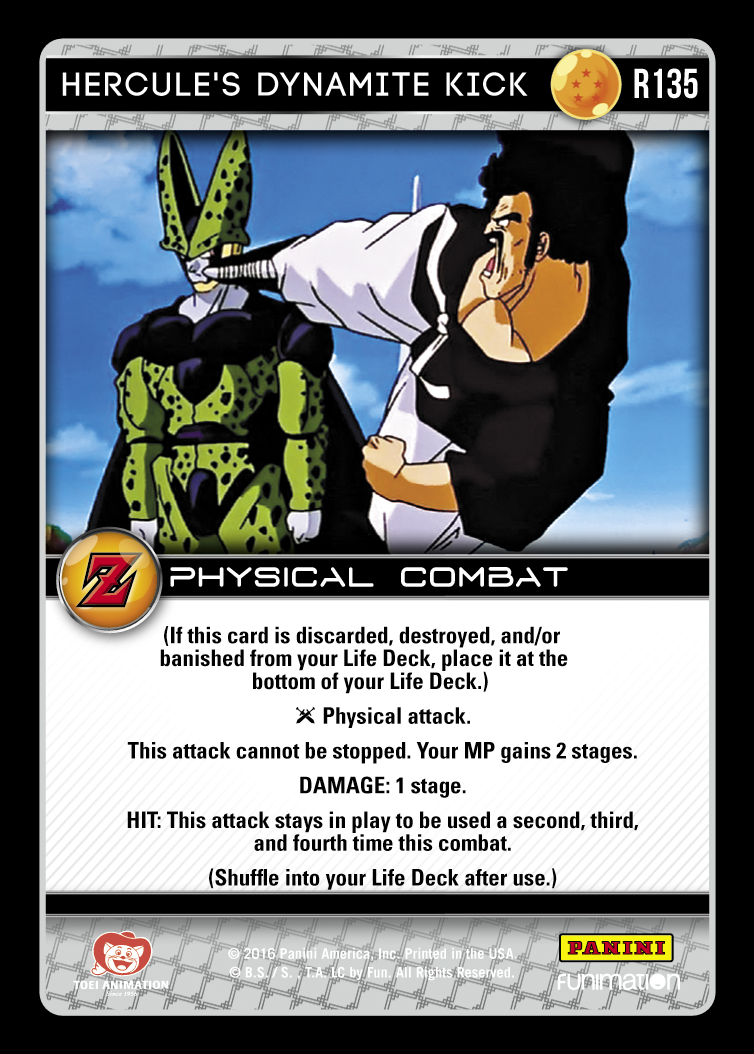 HERCULE'S DYNAMITE KICK R135
Z PHYSICAL COMBAT
(If this card is discarded, destroyed, and/or
banished from your Life Deck, place it at the
bottom of your Life Deck.)
Physical attack.
This attack cannot be stopped. Your MP gains 2 stages.
DAMAGE: 1 stage.
HIT: This attack stays in play to be used a second, third,
and fourth time this combat.
(Shuffle into your Life Deck after use.)
TOEI ANIMATION
Since 1956
© 2016 Panini America, Inc. Printed in the USA.
© B.S. / S. , T.A. LC by Fun. All Rights Reserved.
PANINI
FUNIMATION